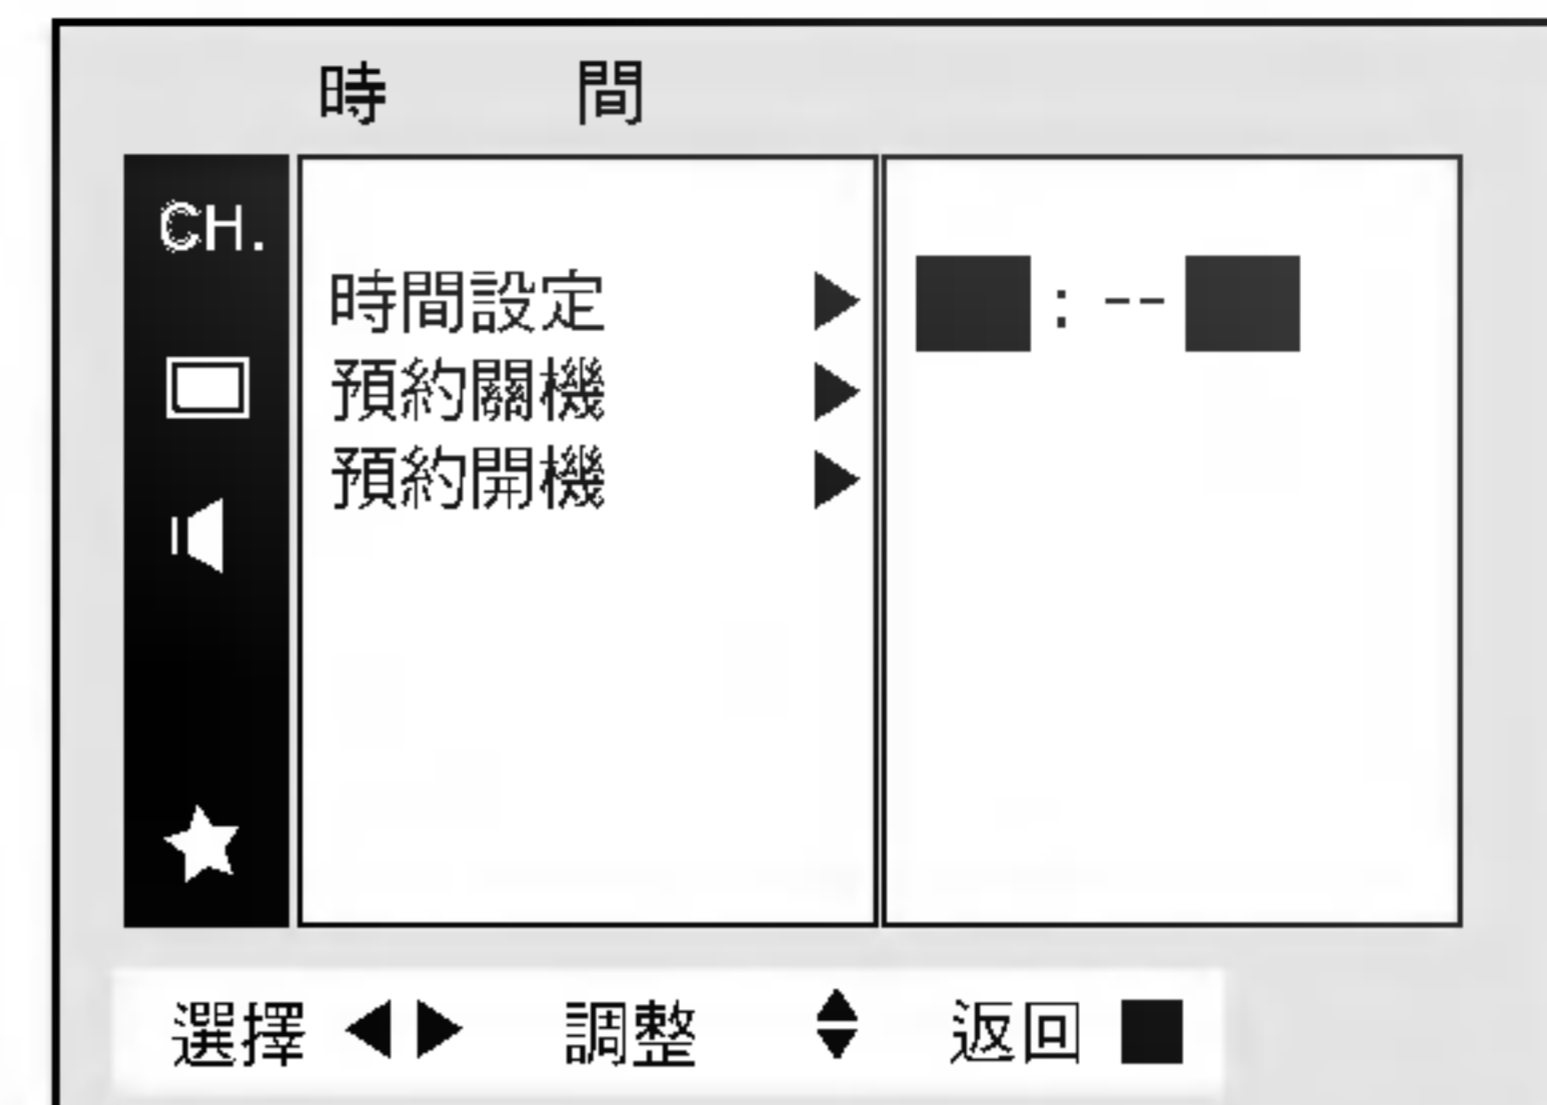 時 間
CH.
時間設定 ▶ : --
預約關機 ▶
預約開機 ▶
選擇 ◀▶ 調整 返回 ■